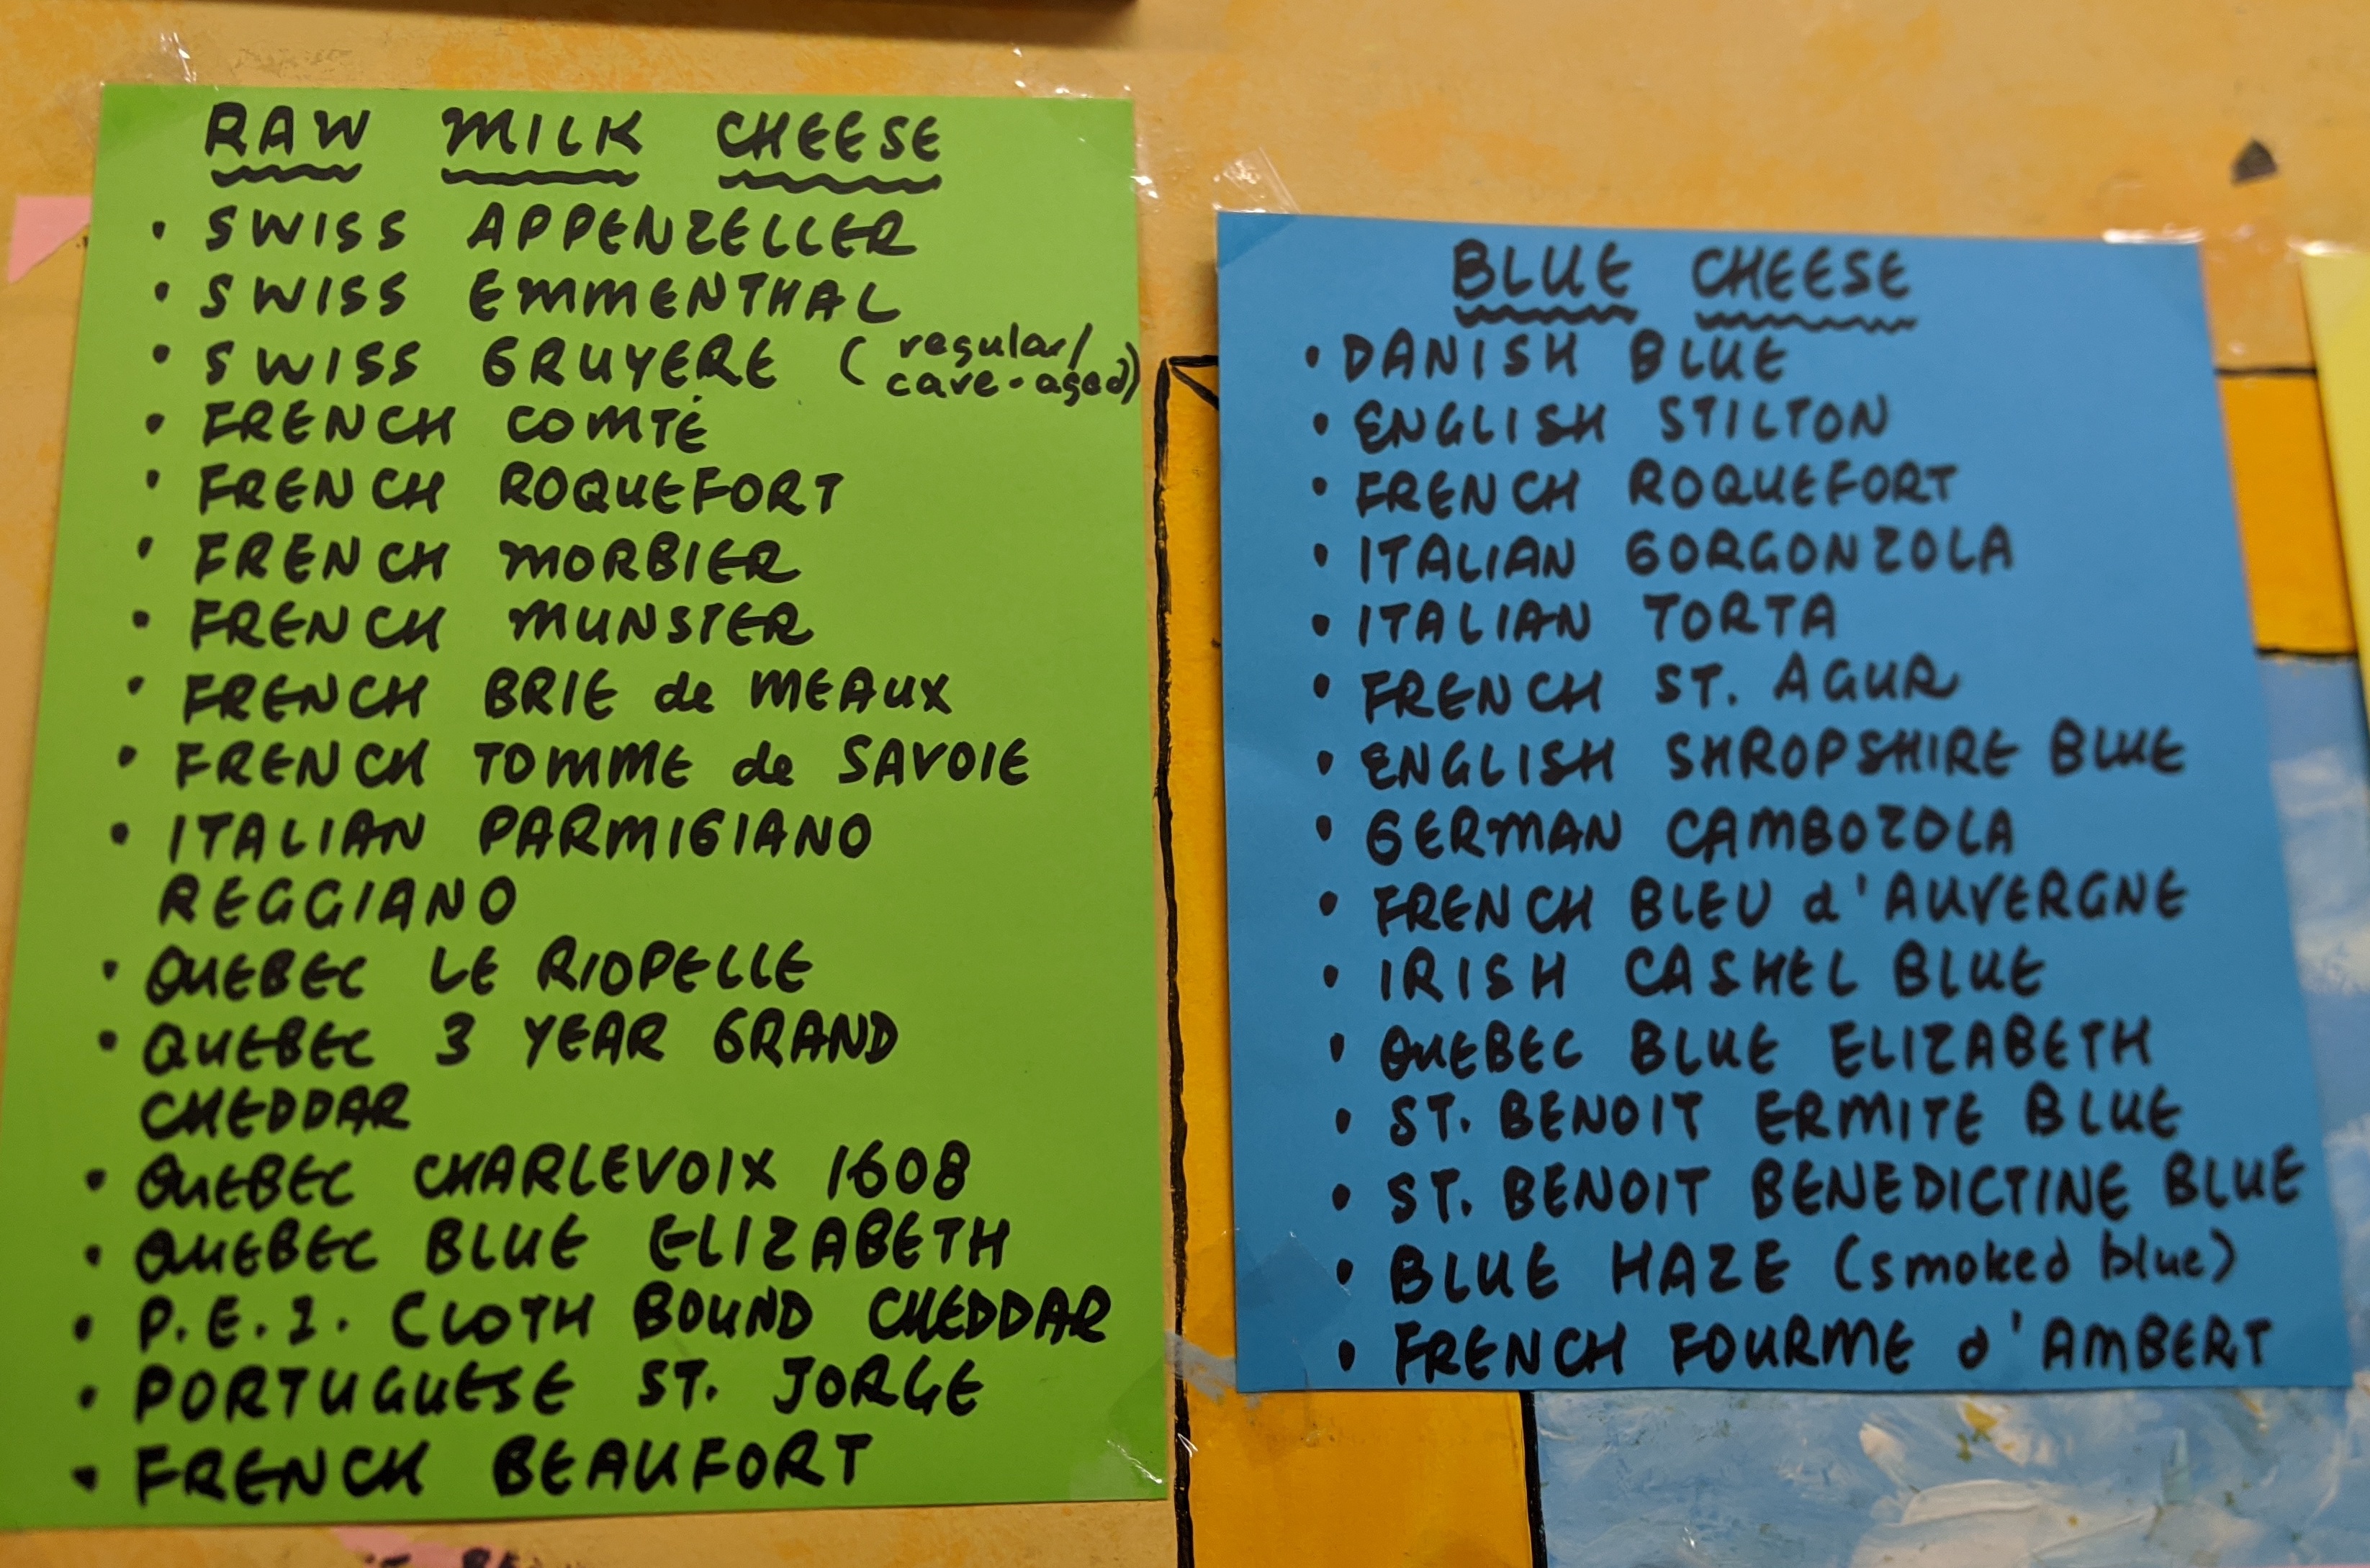 RAW MILK CHEESE
• SWISS APPENZELLER
• SWISS EMMENTHAL
• SWISS GRUYERE (regular/
cave-aged)
• FRENCH COMTÉ
• FRENCH ROQUEFORT
• FRENCH MORBIER
• FRENCH MUNSTER
• FRENCH BRIE de MEAUX
• FRENCH TOMME de SAVOIE
• ITALIAN PARMIGIANO
REGGIANO
• QUEBEC LE RIOPELLE
• QUEBEC 3 YEAR GRAND
CHEDDAR
• QUEBEC CHARLEVOIX 1608
• QUEBEC BLUE ELIZABETH
• P.E.I. CLOTH BOUND CHEDDAR
• PORTUGUESE ST. JORGE
• FRENCH BEAUFORT
BLUE CHEESE
• DANISH BLUE
• ENGLISH STILTON
• FRENCH ROQUEFORT
• ITALIAN GORGONZOLA
• ITALIAN TORTA
• FRENCH ST. AGUR
• ENGLISH SHROPSHIRE BLUE
• GERMAN CAMBOZOLA
• FRENCH BLEU d'AUVERGNE
• IRISH CASHEL BLUE
• QUEBEC BLUE ELIZABETH
• ST. BENOIT ERMITE BLUE
• ST. BENOIT BENEDICTINE BLUE
• BLUE HAZE (smoked blue)
• FRENCH FOURME d'AMBERT